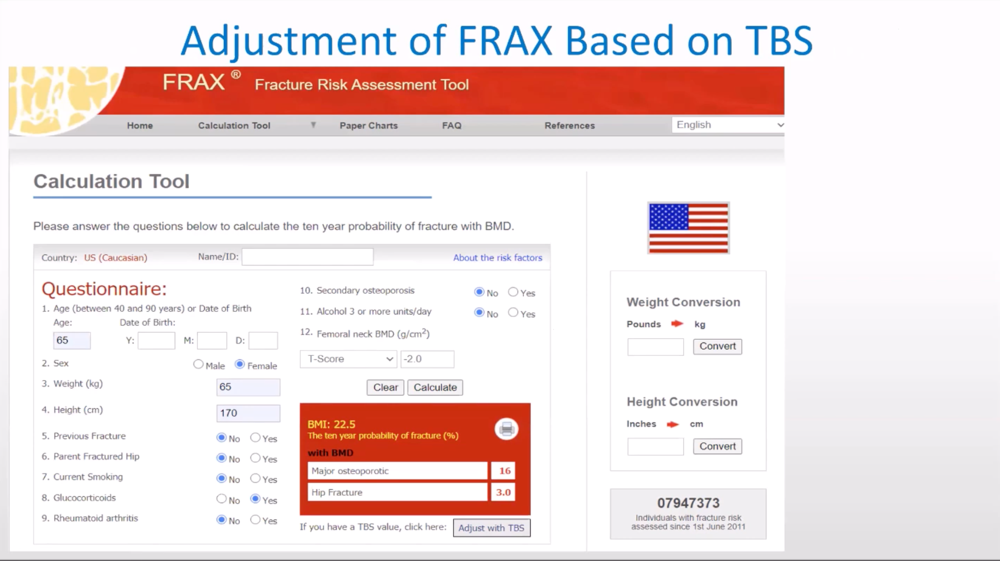 Adjustment of FRAX Based on TBS
FRAX ® Fracture Risk Assessment Tool
Home Calculation Tool ▼ Paper Charts FAQ References English
Calculation Tool
Please answer the questions below to calculate the ten year probability of fracture with BMD.
Country: US (Caucasian) Name/ID: About the risk factors
Questionnaire:
1. Age (between 40 and 90 years) or Date of Birth
Age: Date of Birth:
65 Y: M: D:
2. Sex Male Female
3. Weight (kg) 65
4. Height (cm) 170
5. Previous Fracture No Yes
6. Parent Fractured Hip No Yes
7. Current Smoking No Yes
8. Glucocorticoids No Yes
9. Rheumatoid arthritis No Yes
10. Secondary osteoporosis No Yes
11. Alcohol 3 or more units/day No Yes
12. Femoral neck BMD (g/cm²)
T-Score -2.0
Clear Calculate
BMI: 22.5
The ten year probability of fracture (%)
with BMD
Major osteoporotic 16
Hip Fracture 3.0
If you have a TBS value, click here: Adjust with TBS
Weight Conversion
Pounds kg
Convert
Height Conversion
Inches cm
Convert
07947373
Individuals with fracture risk
assessed since 1st June 2011